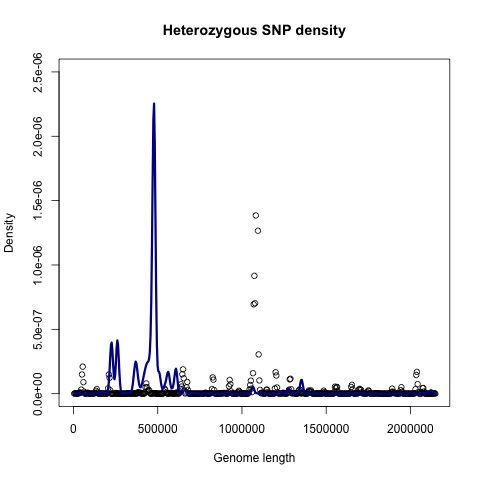 Heterozygous SNP density
2.5e-06
2.0e-06
1.5e-06
1.0e-06
5.0e-07
0.0e+00
Density
0 500000 1000000 1500000 2000000
Genome length